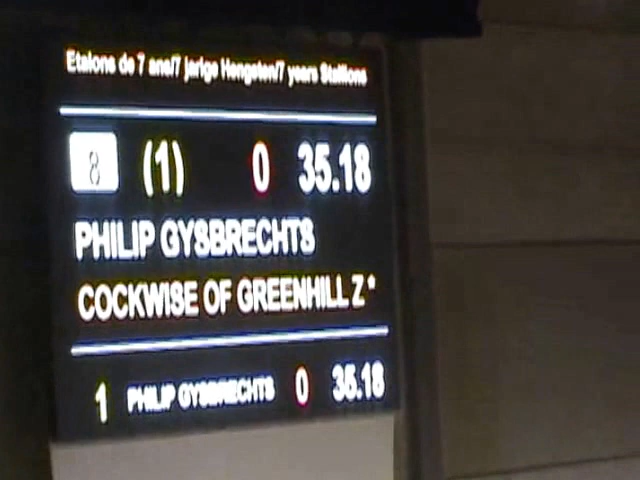 Etalons de 7 ans/7 jarige Hengsten/7 years Stallions
8 (1) 0 35.18
PHILIP GYSBRECHTS
COCKWISE OF GREENHILL Z*
1 PHILIP GYSBRECHTS 0 35.18